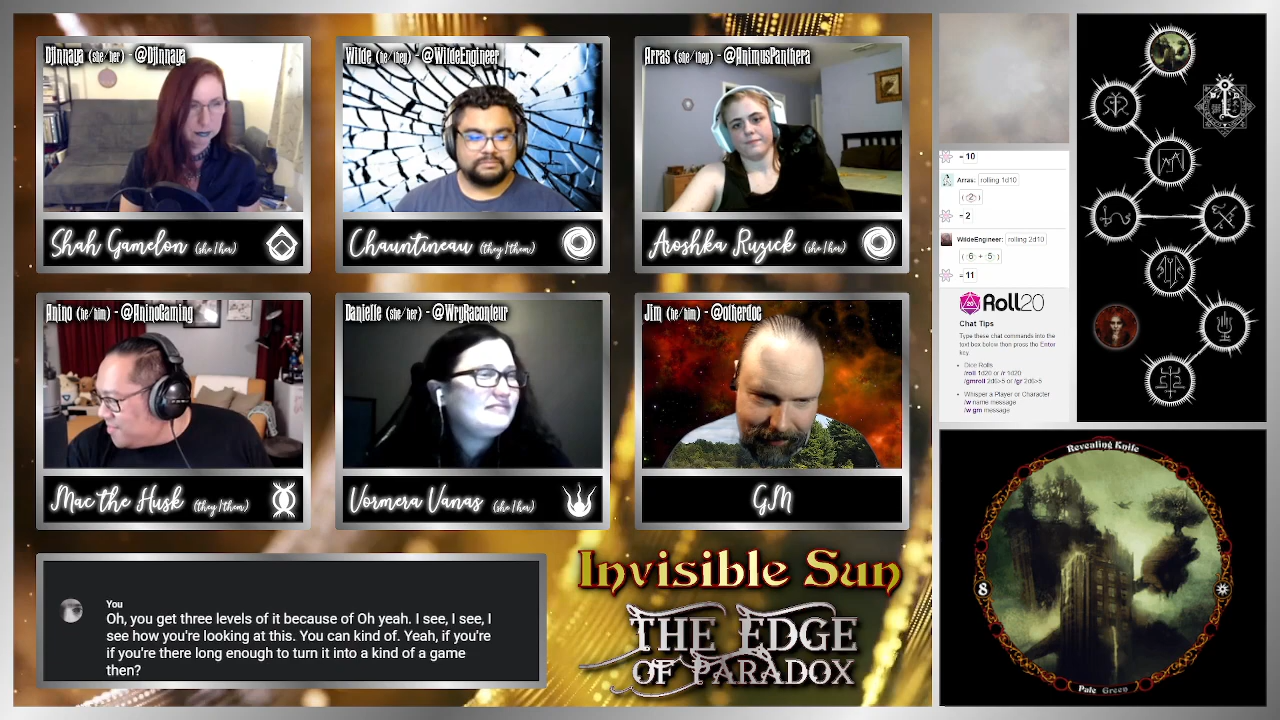 Djinnaya (she/her) - @Djinnaya
Wilde (he/they) - @WildeEngineer
Arras (she/they) - @AnimusPanthera
Shah Gamelon (she/her)
Chauntineau (they/them)
Aroshka Ruzick (she/her)
Anino (he/him) - @AninoGaming
Danielle (she/her) - @WryRaconteur
Jim (he/him) - @otherdoc
Mac the Husk (they/them)
Vormera Vanas (she/her)
GM
You
Oh, you get three levels of it because of Oh yeah. I see, I see, I
see how you're looking at this. You can kind of. Yeah, if you're
if you're there long enough to turn it into a kind of a game
then?
Invisible Sun
THE EDGE
OF PARADOX
= 10
Arras: rolling 1d10
( 2 )
= 2
WildeEngineer: rolling 2d10
( 6 + 5 )
= 11
20 Roll20
Chat Tips
Type these chat commands into the
text box below then press the Enter
key.
• Dice Rolls
/roll 1d20 or /r 1d20
/gmroll 2d6>5 or /gr 2d6>5
• Whisper a Player or Character
/w name message
/w gm message
Revealing Knife
8
Pale Green